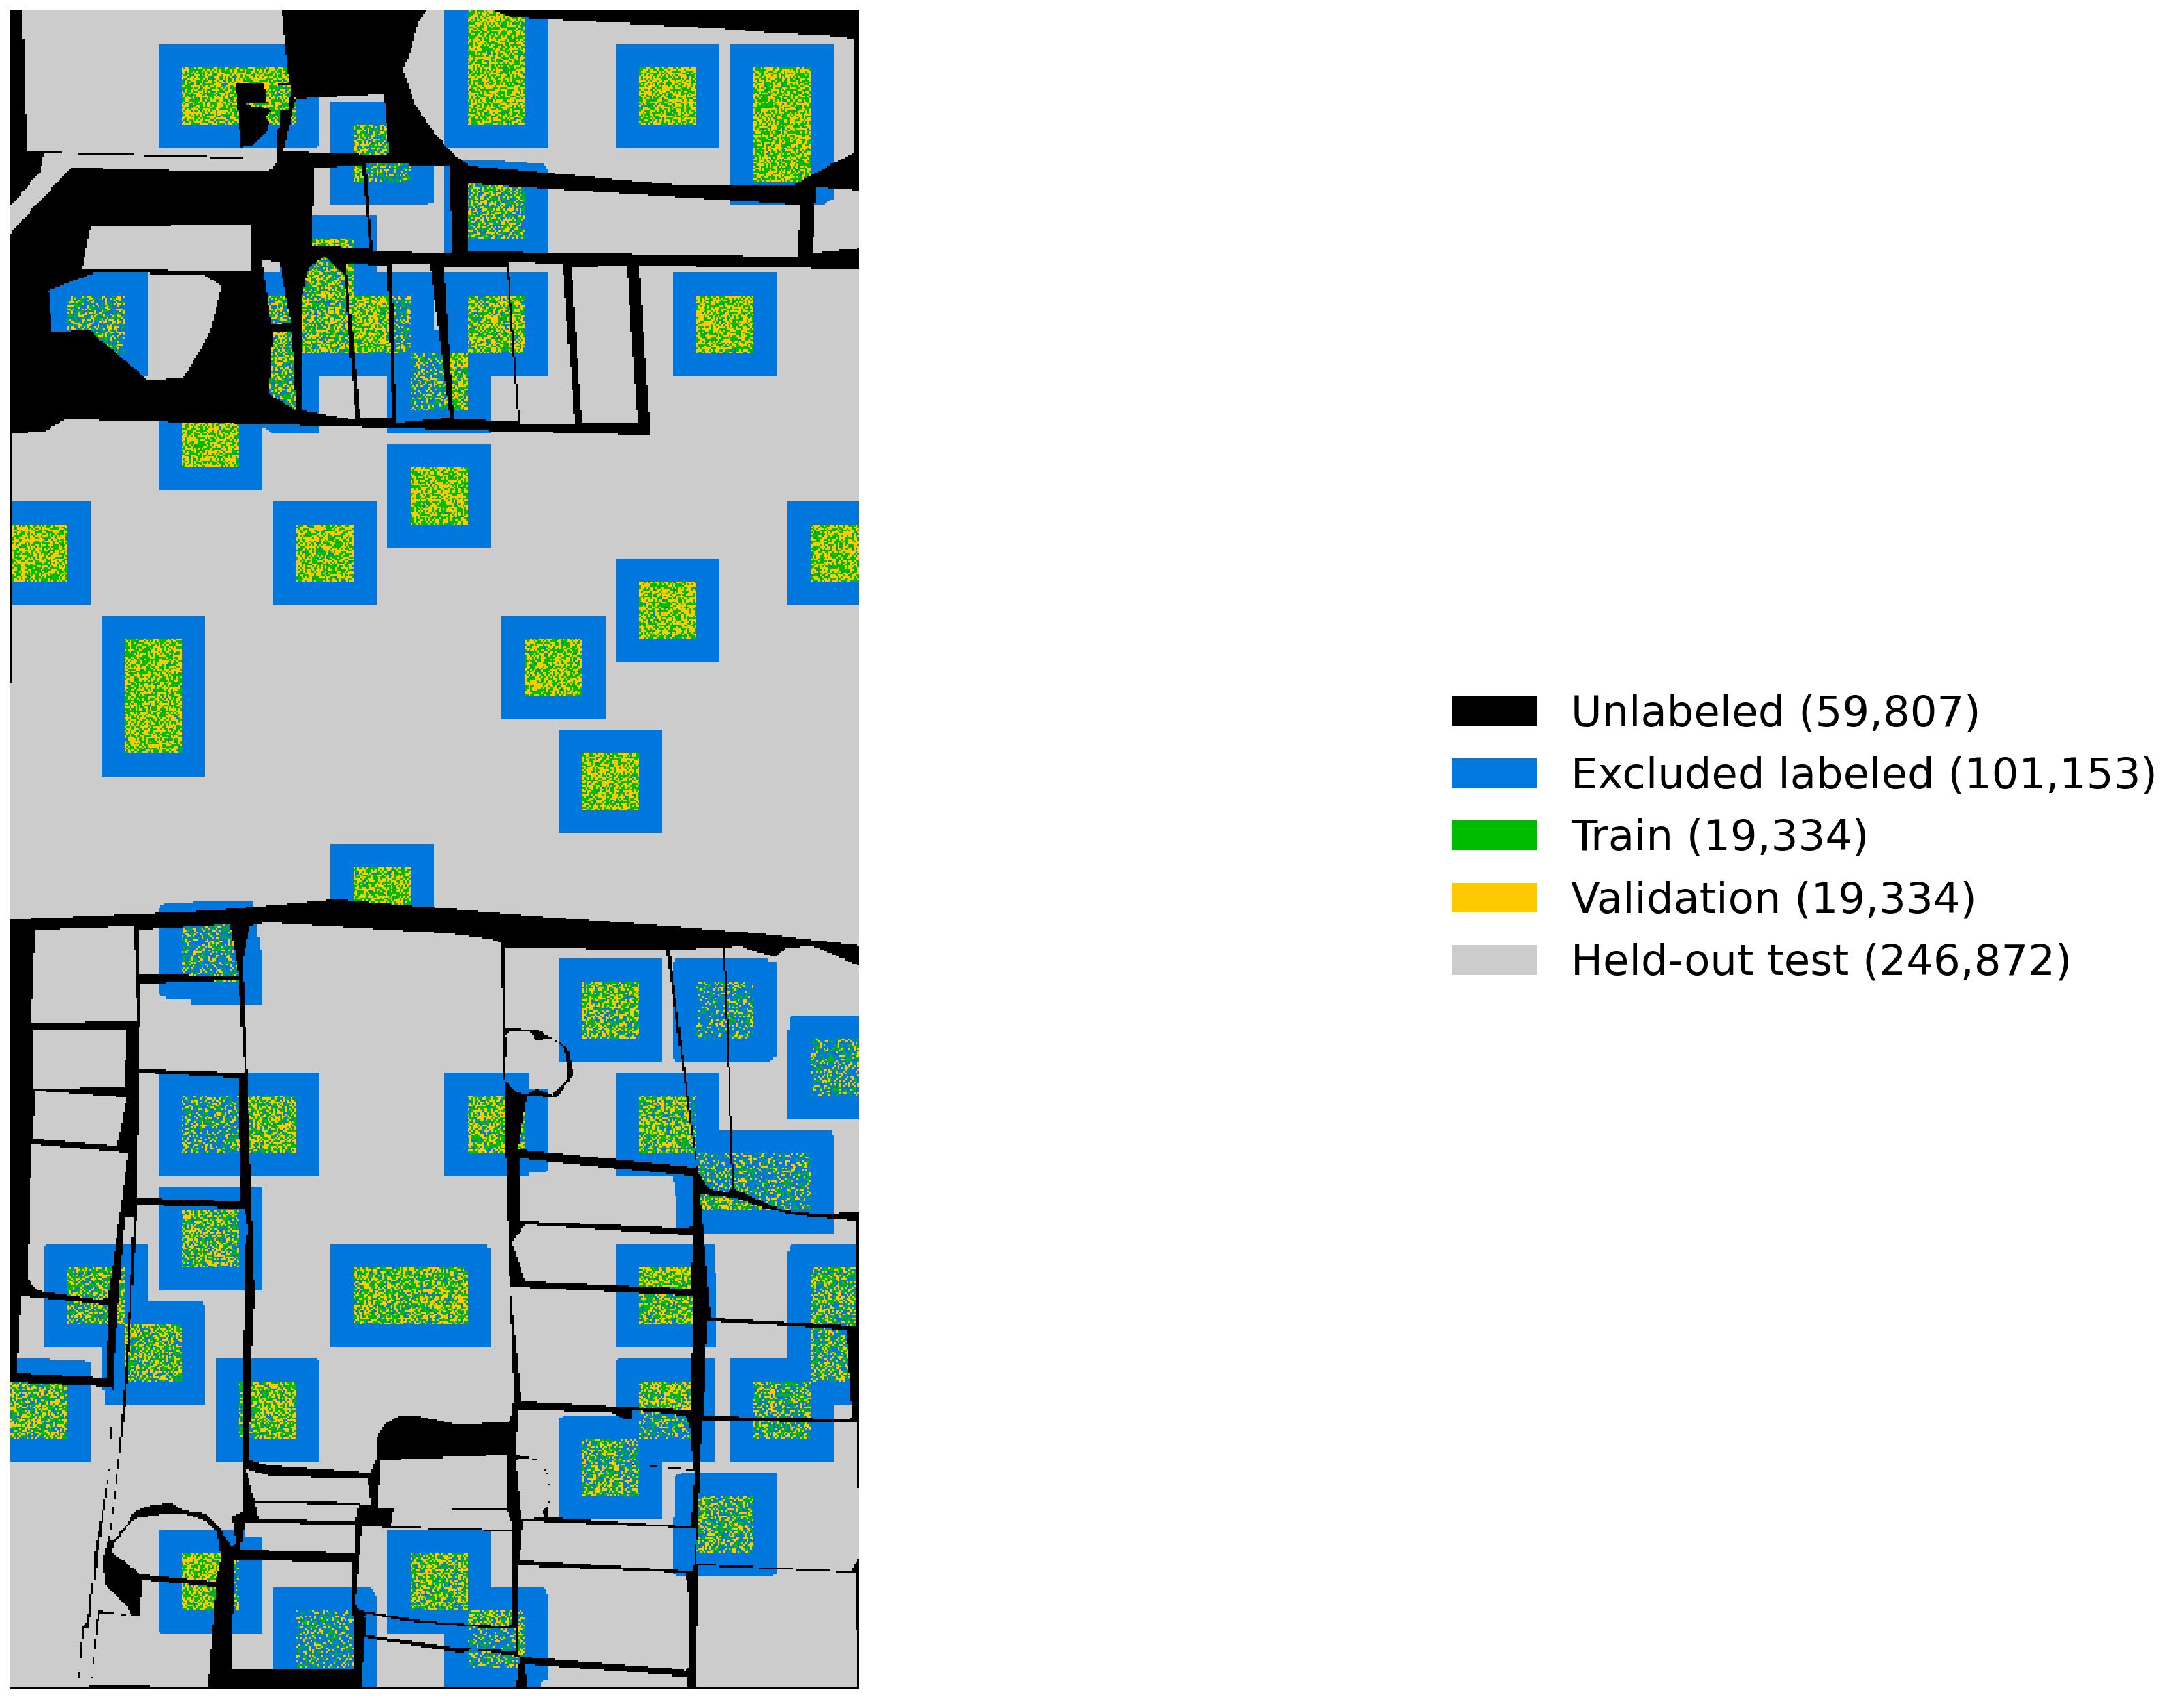 Unlabeled (59,807)
Excluded labeled (101,153)
Train (19,334)
Validation (19,334)
Held-out test (246,872)